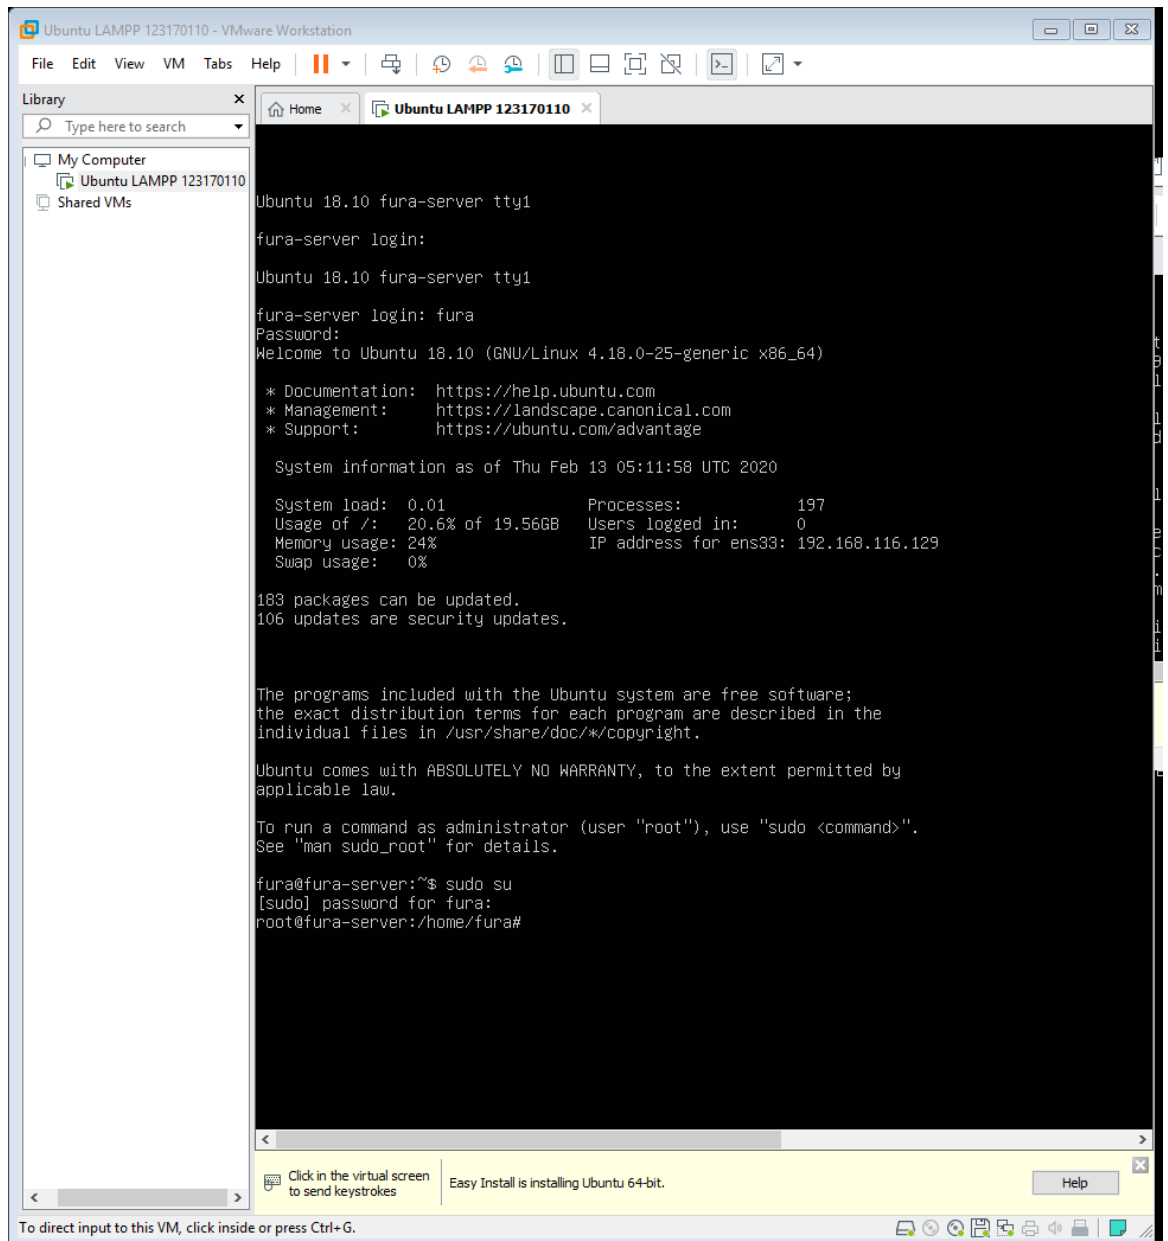 Ubuntu LAMPP 123170110 - VMware Workstation
File Edit View VM Tabs Help
Library
Type here to search
My Computer
Ubuntu LAMPP 123170110
Shared VMs
Home
Ubuntu LAMPP 123170110
Ubuntu 18.10 fura-server tty1
fura-server login:
Ubuntu 18.10 fura-server tty1
fura-server login: fura
Password:
Welcome to Ubuntu 18.10 (GNU/Linux 4.18.0-25-generic x86_64)
* Documentation: https://help.ubuntu.com
* Management: https://landscape.canonical.com
* Support: https://ubuntu.com/advantage
System information as of Thu Feb 13 05:11:58 UTC 2020
System load: 0.01 Processes: 197
Usage of /: 20.6% of 19.56GB Users logged in: 0
Memory usage: 24% IP address for ens33: 192.168.116.129
Swap usage: 0%
183 packages can be updated.
106 updates are security updates.
The programs included with the Ubuntu system are free software;
the exact distribution terms for each program are described in the
individual files in /usr/share/doc/*/copyright.
Ubuntu comes with ABSOLUTELY NO WARRANTY, to the extent permitted by
applicable law.
To run a command as administrator (user "root"), use "sudo <command>".
See "man sudo_root" for details.
fura@fura-server:~$ sudo su
[sudo] password for fura:
root@fura-server:/home/fura#
Click in the virtual screen
to send keystrokes
Easy Install is installing Ubuntu 64-bit.
Help
To direct input to this VM, click inside or press Ctrl+G.